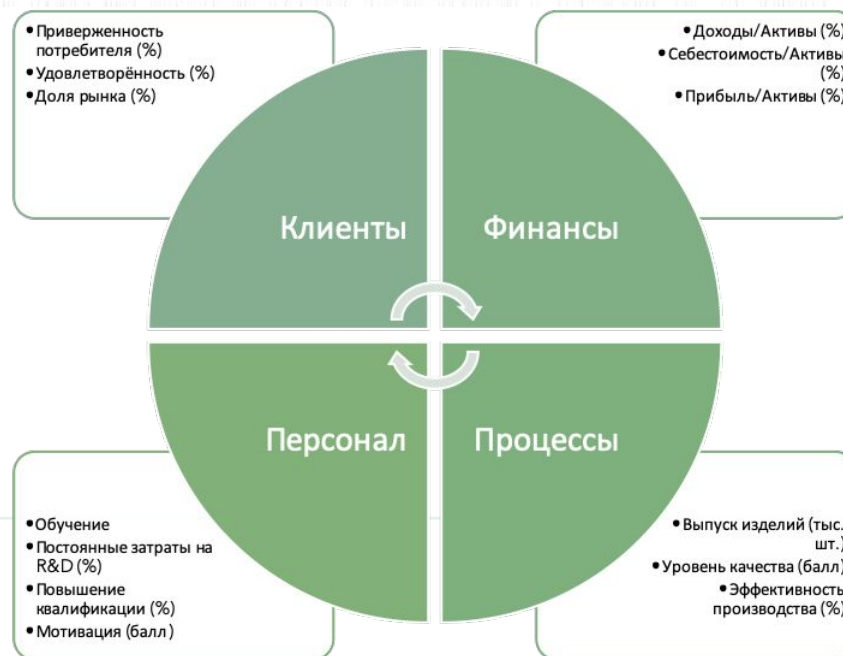 • Приверженность
потребителя (%)
• Удовлетворённость (%)
• Доля рынка (%)
• Доходы/Активы (%)
• Себестоимость/Активы
(%)
• Прибыль/Активы (%)
Клиенты
Финансы
Персонал
Процессы
• Обучение
• Постоянные затраты на
R&D (%)
• Повышение
квалификации (%)
• Мотивация (балл)
• Выпуск изделий (тыс.
шт.)
• Уровень качества (балл)
• Эффективность
производства (%)